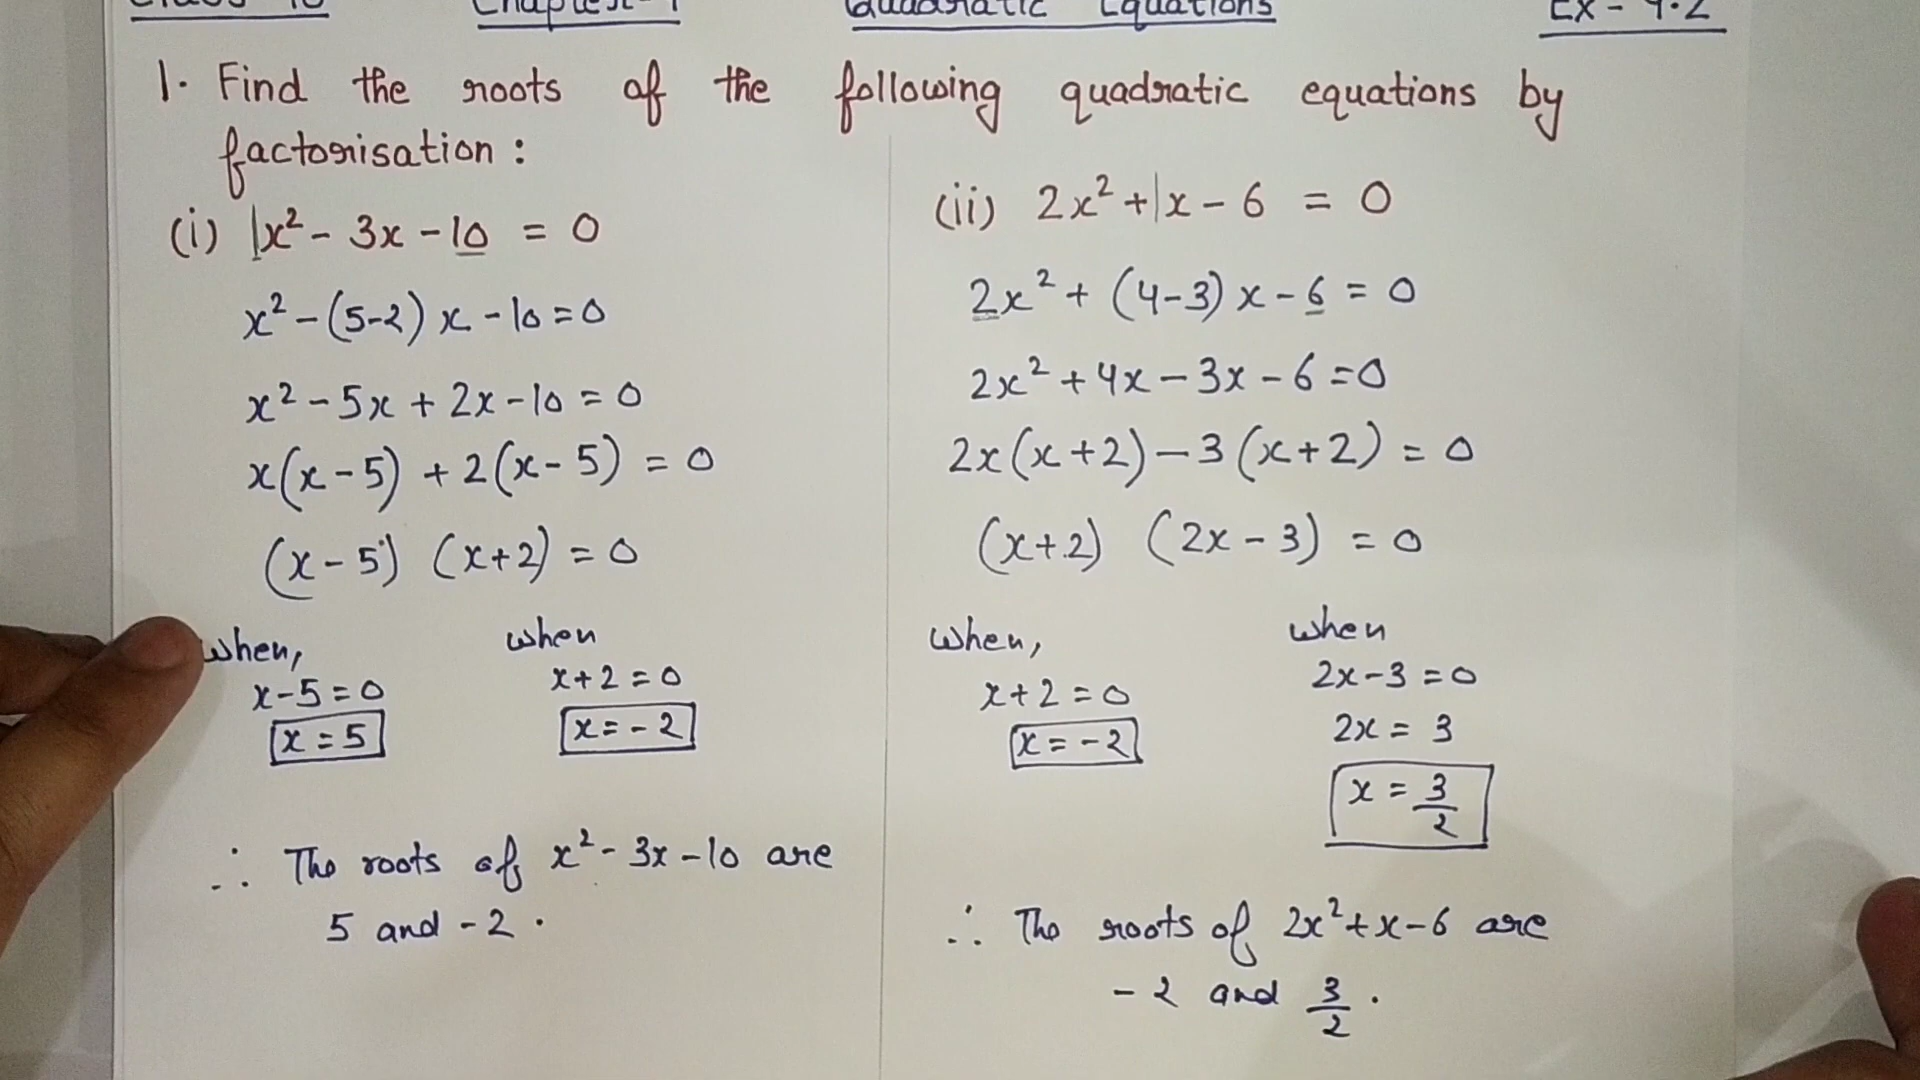 Class 10 Chapter-4 Quadratic Equations Ex - 4.2
1. Find the roots of the following quadratic equations by
factorisation :
(i) 1x² - 3x - 10 = 0
x² - (5-2) x - 10 = 0
x² - 5x + 2x - 10 = 0
x(x - 5) + 2(x - 5) = 0
(x - 5) (x+2) = 0
when, when
x - 5 = 0 x + 2 = 0
x = 5 x = - 2
∴ The roots of x² - 3x - 10 are
5 and - 2 .
(ii) 2x² + 1x - 6 = 0
2x² + (4-3) x - 6 = 0
2x² + 4x - 3x - 6 = 0
2x(x+2) - 3(x+2) = 0
(x+2) (2x - 3) = 0
when, when
x + 2 = 0 2x - 3 = 0
x = - 2 2x = 3
x = 3/2
∴ The roots of 2x² + x - 6 are
- 2 and 3/2 .